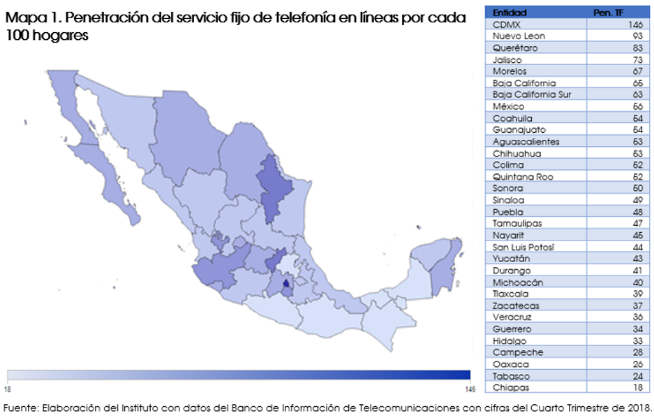 Mapa 1. Penetración del servicio fijo de telefonía en líneas por cada
100 hogares
Entidad Pen. TF
CDMX 146
Nuevo Leon 93
Querétaro 83
Jalisco 73
Morelos 67
Baja California 65
Baja California Sur 63
México 56
Coahuila 54
Guanajuato 54
Aguascalientes 53
Chihuahua 53
Colima 52
Quintana Roo 52
Sonora 50
Sinaloa 49
Puebla 48
Tamaulipas 47
Nayarit 45
San Luis Potosí 44
Yucatán 43
Durango 41
Michoacán 40
Tlaxcala 39
Zacatecas 37
Veracruz 36
Guerrero 34
Hidalgo 33
Campeche 28
Oaxaca 26
Tabasco 24
Chiapas 18
18 146
Fuente: Elaboración del Instituto con datos del Banco de Información de Telecomunicaciones con cifras del Cuarto Trimestre de 2018.